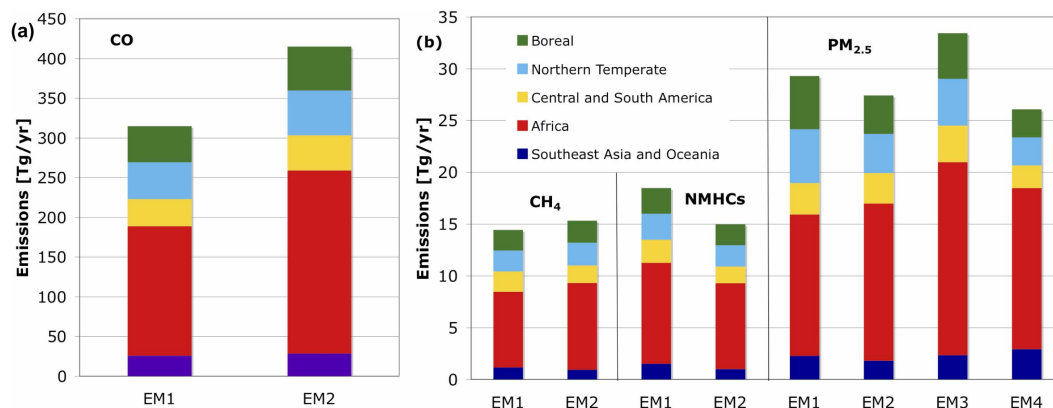 (a)
CO
Emissions [Tg/yr]
450
400
350
300
250
200
150
100
50
0
EM1
EM2
(b)
Emissions [Tg/yr]
35
30
25
20
15
10
5
0
Boreal
Northern Temperate
Central and South America
Africa
Southeast Asia and Oceania
CH₄
NMHCs
PM₂.₅
EM1
EM2
EM1
EM2
EM1
EM2
EM3
EM4